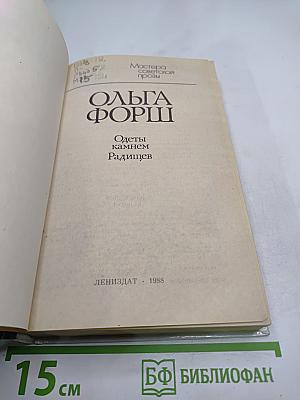 Мастера
советской
прозы
ОЛЬГА
ФОРШ
Одеты
камнем
Радищев
ЛЕНИЗДАТ · 1988
15 см
БФ БИБЛИОФАН